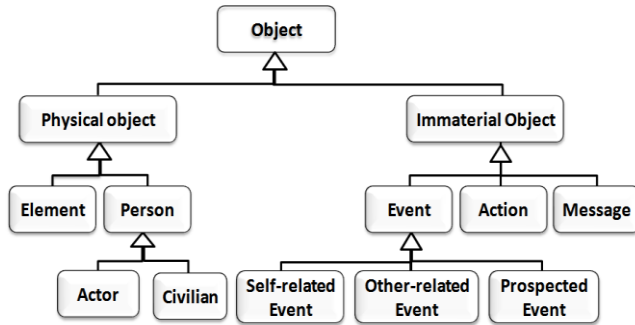 Object
Physical object
Immaterial Object
Element
Person
Event
Action
Message
Actor
Civilian
Self-related
Event
Other-related
Event
Prospected
Event